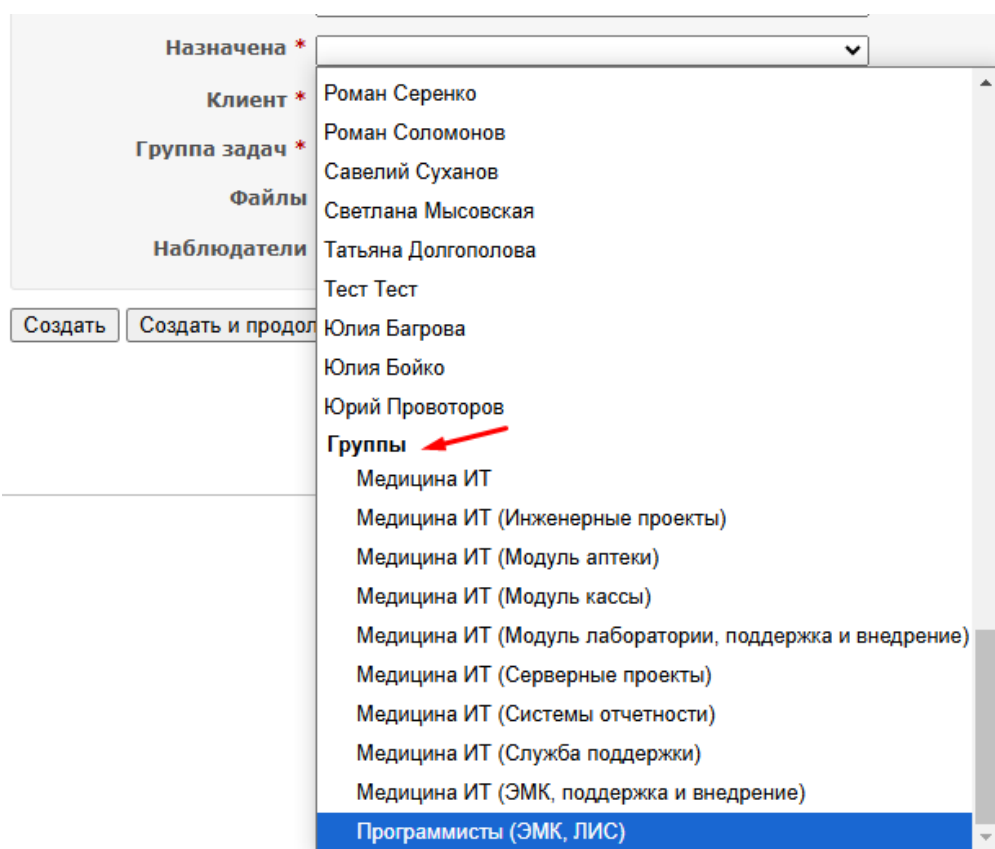 Назначена *
Клиент *
Группа задач *
Файлы
Наблюдатели
Создать
Создать и продол
Роман Серенко
Роман Соломонов
Савелий Суханов
Светлана Мысовская
Татьяна Долгополова
Тест Тест
Юлия Багрова
Юлия Бойко
Юрий Провоторов
Группы
Медицина ИТ
Медицина ИТ (Инженерные проекты)
Медицина ИТ (Модуль аптеки)
Медицина ИТ (Модуль кассы)
Медицина ИТ (Модуль лаборатории, поддержка и внедрение)
Медицина ИТ (Серверные проекты)
Медицина ИТ (Системы отчетности)
Медицина ИТ (Служба поддержки)
Медицина ИТ (ЭМК, поддержка и внедрение)
Программисты (ЭМК, ЛИС)